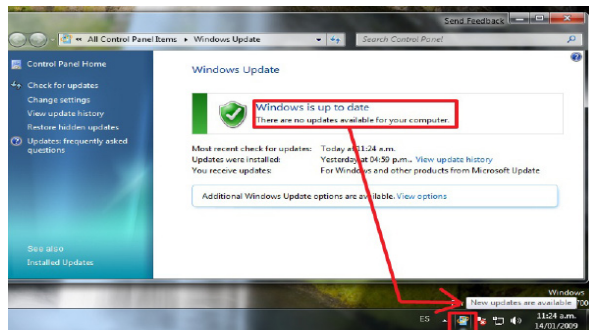 Send Feedback
All Control Panel Items ▸ Windows Update
Search Control Panel
Control Panel Home
Check for updates
Change settings
View update history
Restore hidden updates
Updates: frequently asked
questions
See also
Installed Updates
Windows Update
Windows is up to date
There are no updates available for your computer.
Most recent check for updates: Today at 11:24 a.m.
Updates were installed: Yesterday at 04:59 p.m.. View update history
You receive updates: For Windows and other products from Microsoft Update
Additional Windows Update options are available. View options
Windows
New updates are available
ES
11:24 a.m.
14/01/2009